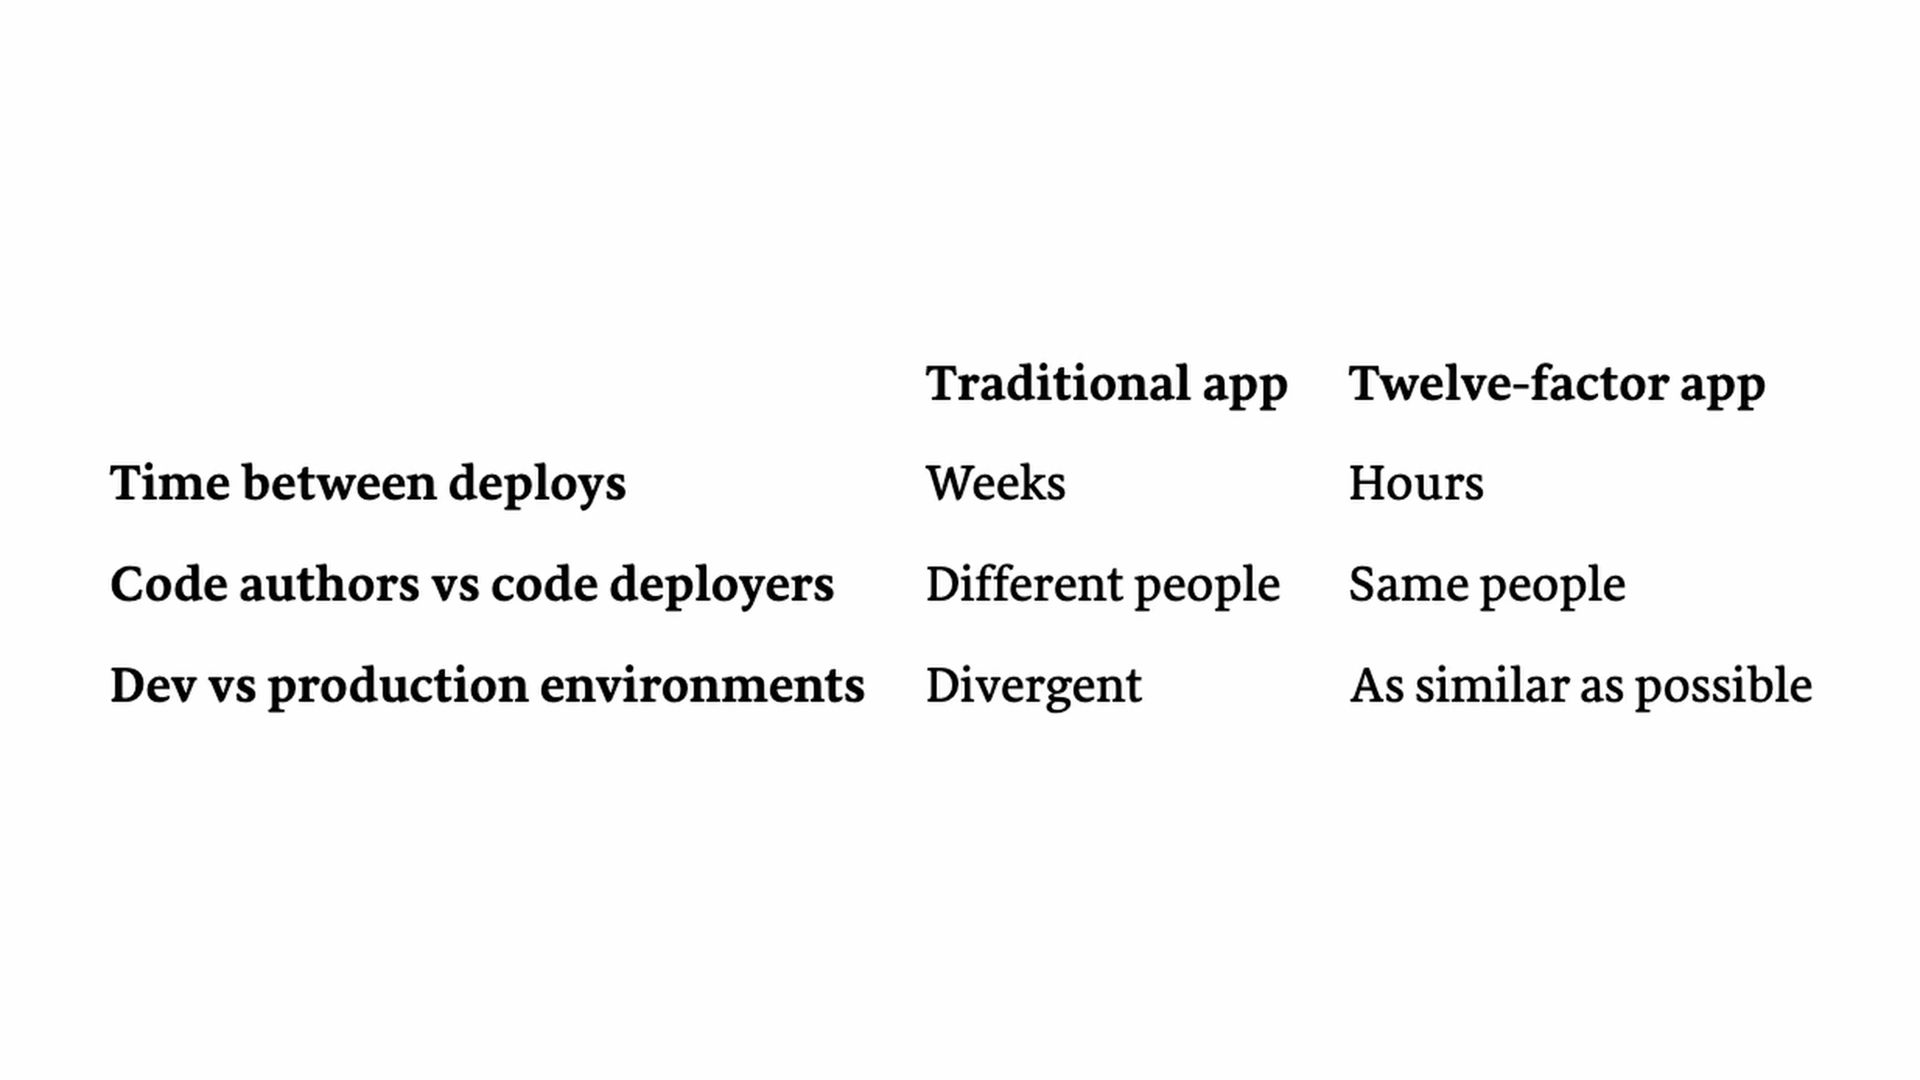 Traditional app Twelve-factor app
Time between deploys Weeks Hours
Code authors vs code deployers Different people Same people
Dev vs production environments Divergent As similar as possible